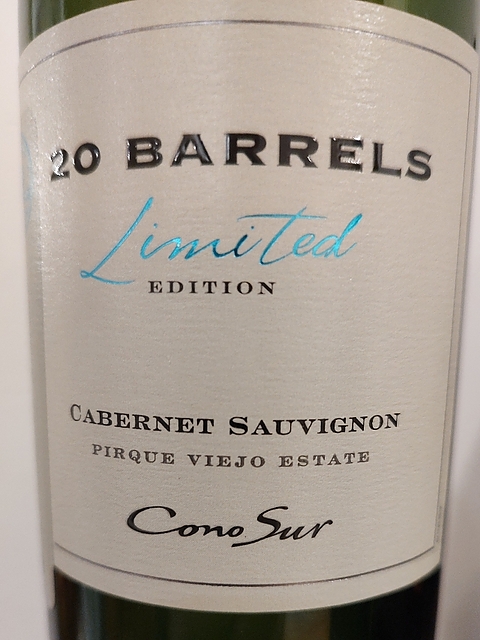 20 BARRELS
Limited
EDITION
CABERNET SAUVIGNON
PIRQUE VIEJO ESTATE
Cono Sur